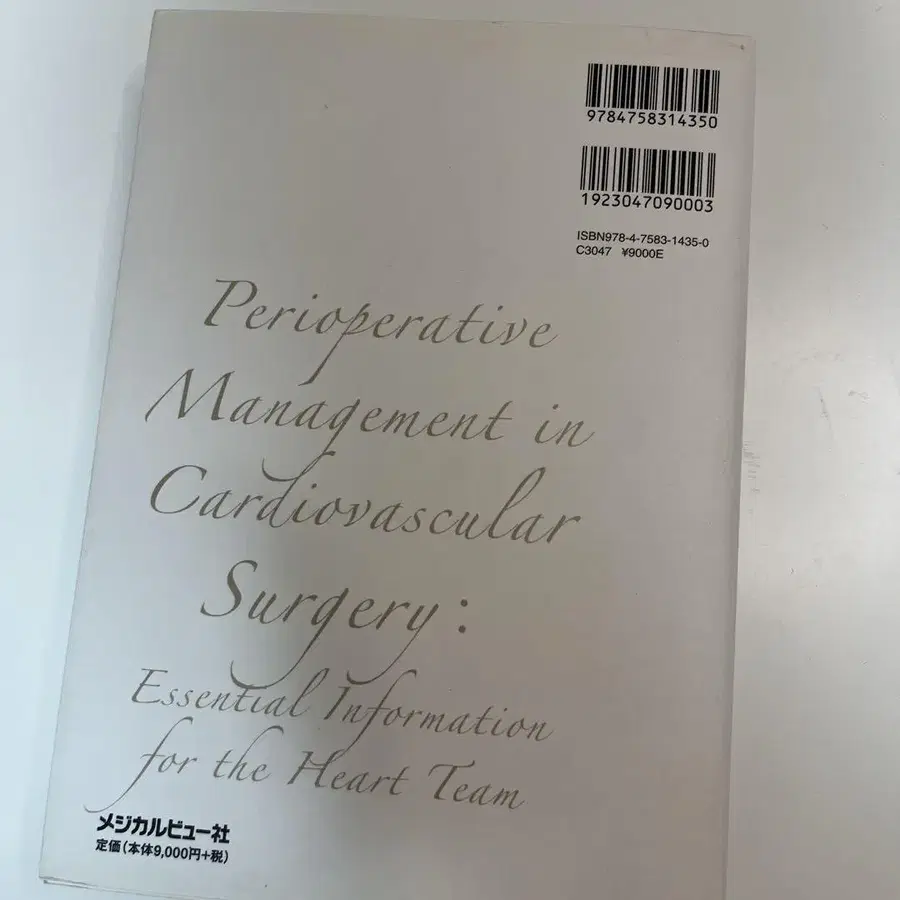 9784758314350
1923047090003
ISBN978-4-7583-1435-0
C3047 ¥9000E
Perioperative
Management in
Cardiovascular
Surgery:
Essential Information
for the Heart Team
メジカルビュー社
定価(本体9,000円+税)